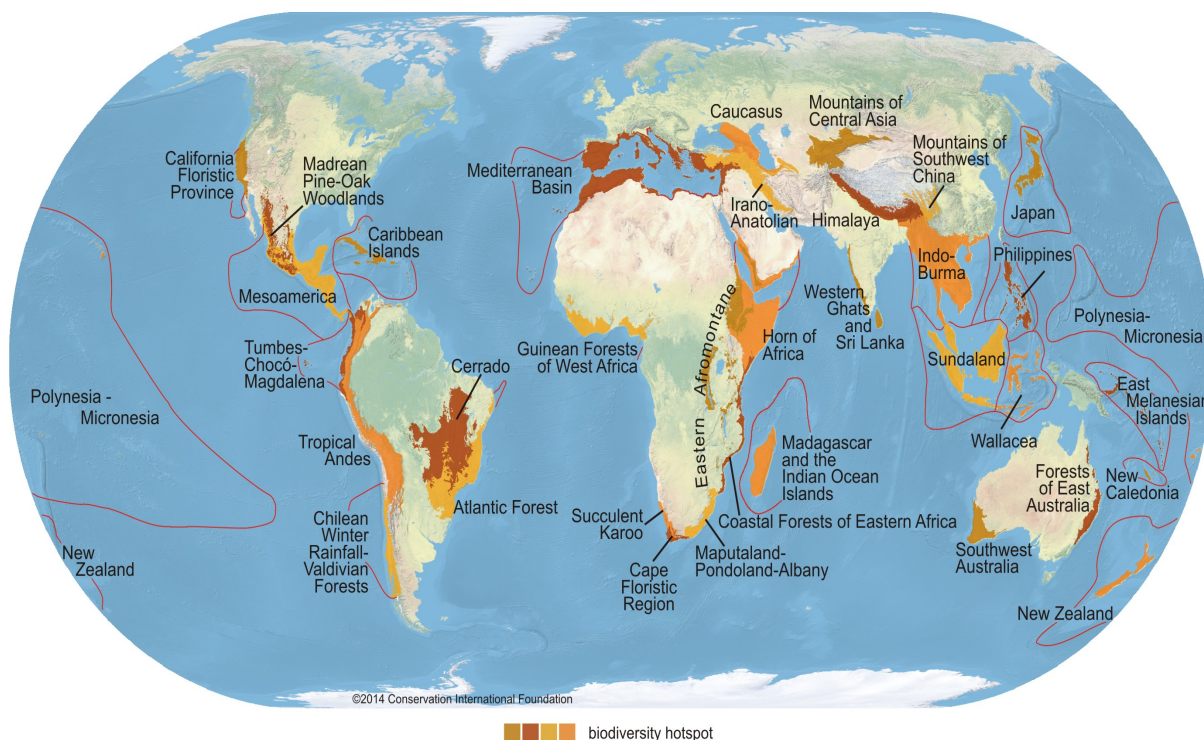 Caucasus
Mountains of
Central Asia
Mountains of
Southwest
China
California
Floristic
Province
Madrean
Pine-Oak
Woodlands
Mediterranean
Basin
Irano-
Anatolian
Himalaya
Japan
Caribbean
Islands
Indo-
Burma
Philippines
Mesoamerica
Western
Ghats
and
Sri Lanka
Polynesia-
Micronesia
Tumbes-
Chocó-
Magdalena
Cerrado
Guinean Forests
of West Africa
Eastern Afromontane
Horn of
Africa
Sundaland
East
Melanesian
Islands
Polynesia -
Micronesia
Wallacea
Tropical
Andes
Madagascar
and the
Indian Ocean
Islands
Forests
of East
Australia
New
Caledonia
Atlantic Forest
Chilean
Winter
Rainfall-
Valdivian
Forests
Succulent
Karoo
Coastal Forests of Eastern Africa
New
Zealand
Maputaland-
Pondoland-Albany
Southwest
Australia
Cape
Floristic
Region
New Zealand
©2014 Conservation International Foundation
biodiversity hotspot